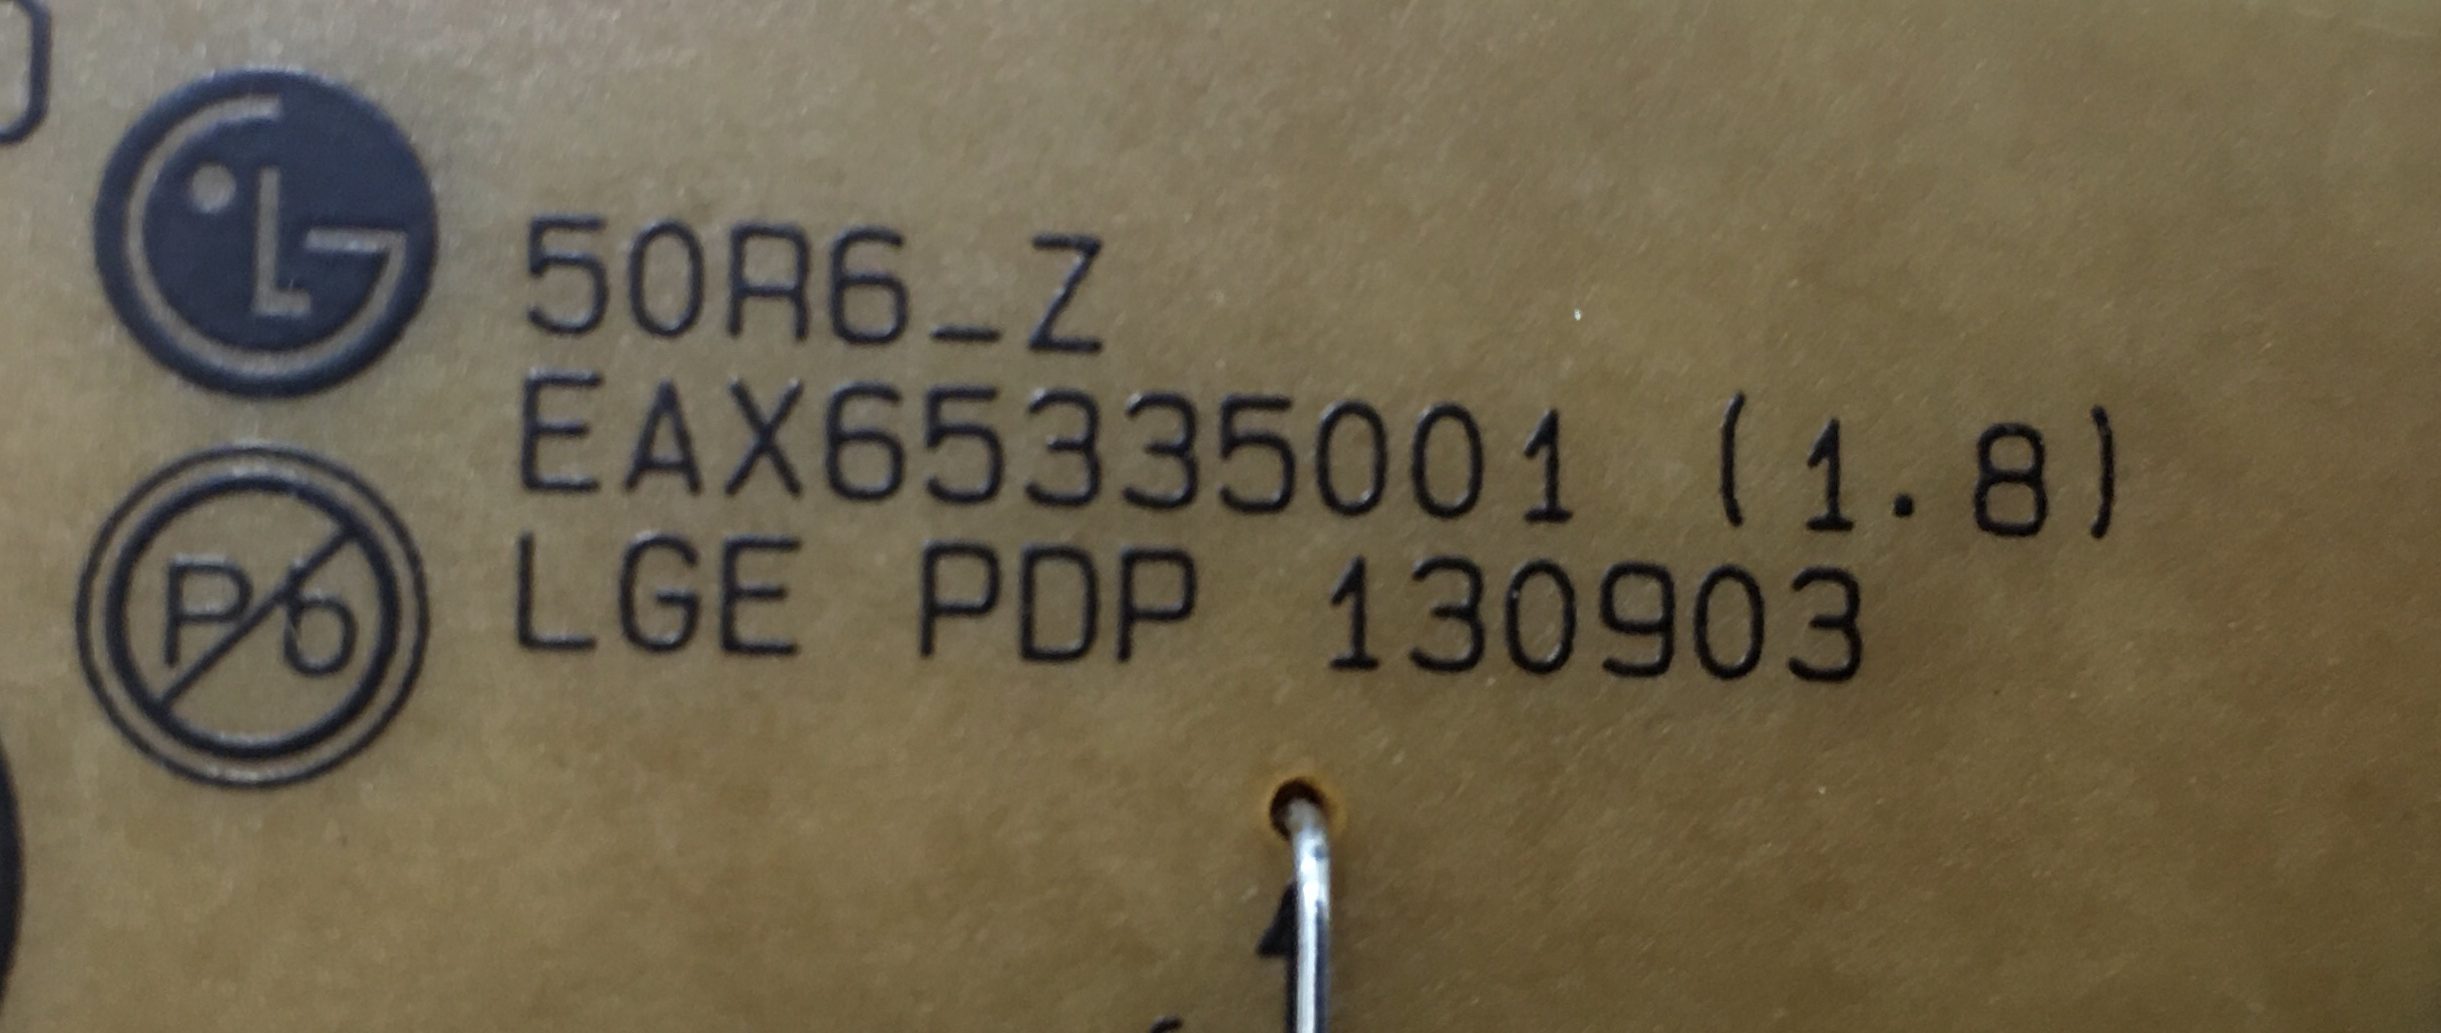 LG
50R6_Z
EAX65335001 (1.8)
Pb
LGE PDP 130903